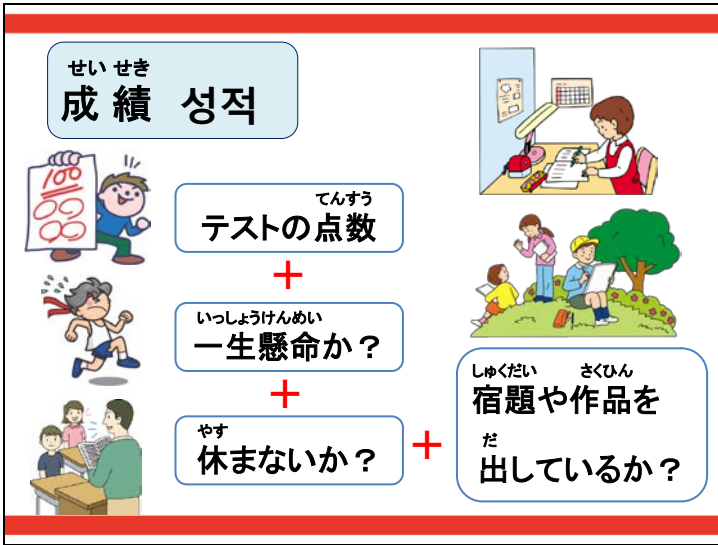 せい せき
成績 성적
100
てんすう
テストの点数
+
いっしょうけんめい
一生懸命か？
+
やす
休まないか？
+
しゅくだい さくひん
宿題や作品を
だ
出しているか？